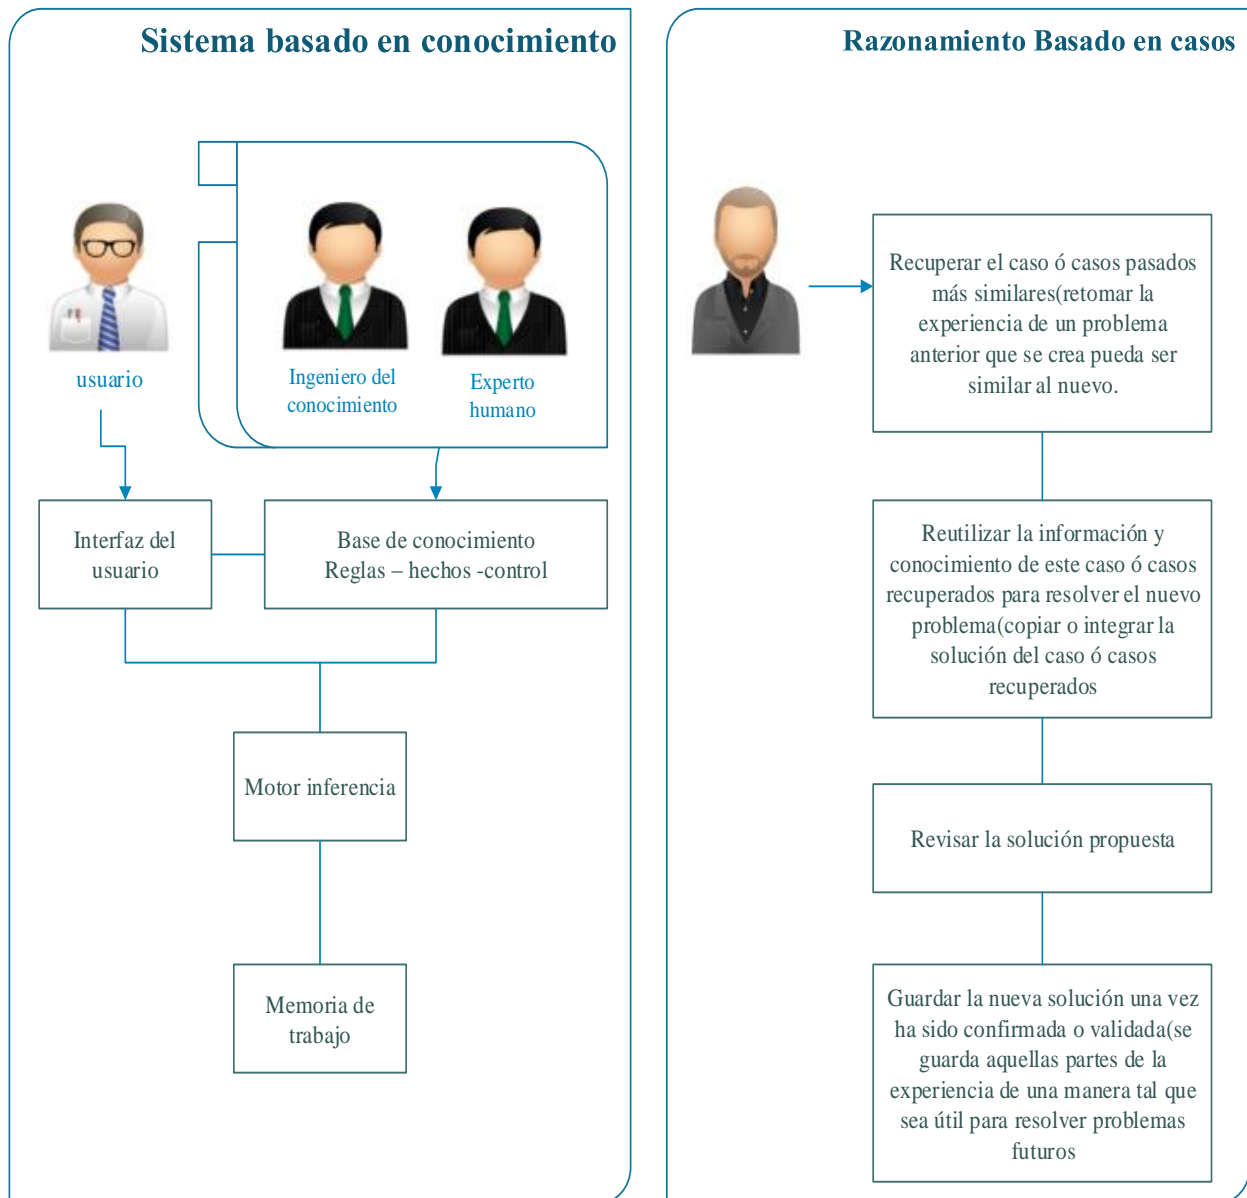 Sistema basado en conocimiento
usuario
Ingeniero del
conocimiento
Experto
humano
Interfaz del
usuario
Base de conocimiento
Reglas – hechos -control
Motor inferencia
Memoria de
trabajo
Razonamiento Basado en casos
Recuperar el caso ó casos pasados
más similares(retomar la
experiencia de un problema
anterior que se crea pueda ser
similar al nuevo.
Reutilizar la información y
conocimiento de este caso ó casos
recuperados para resolver el nuevo
problema(copiar o integrar la
solución del caso ó casos
recuperados
Revisar la solución propuesta
Guardar la nueva solución una vez
ha sido confirmada o validada(se
guarda aquellas partes de la
experiencia de una manera tal que
sea útil para resolver problemas
futuros